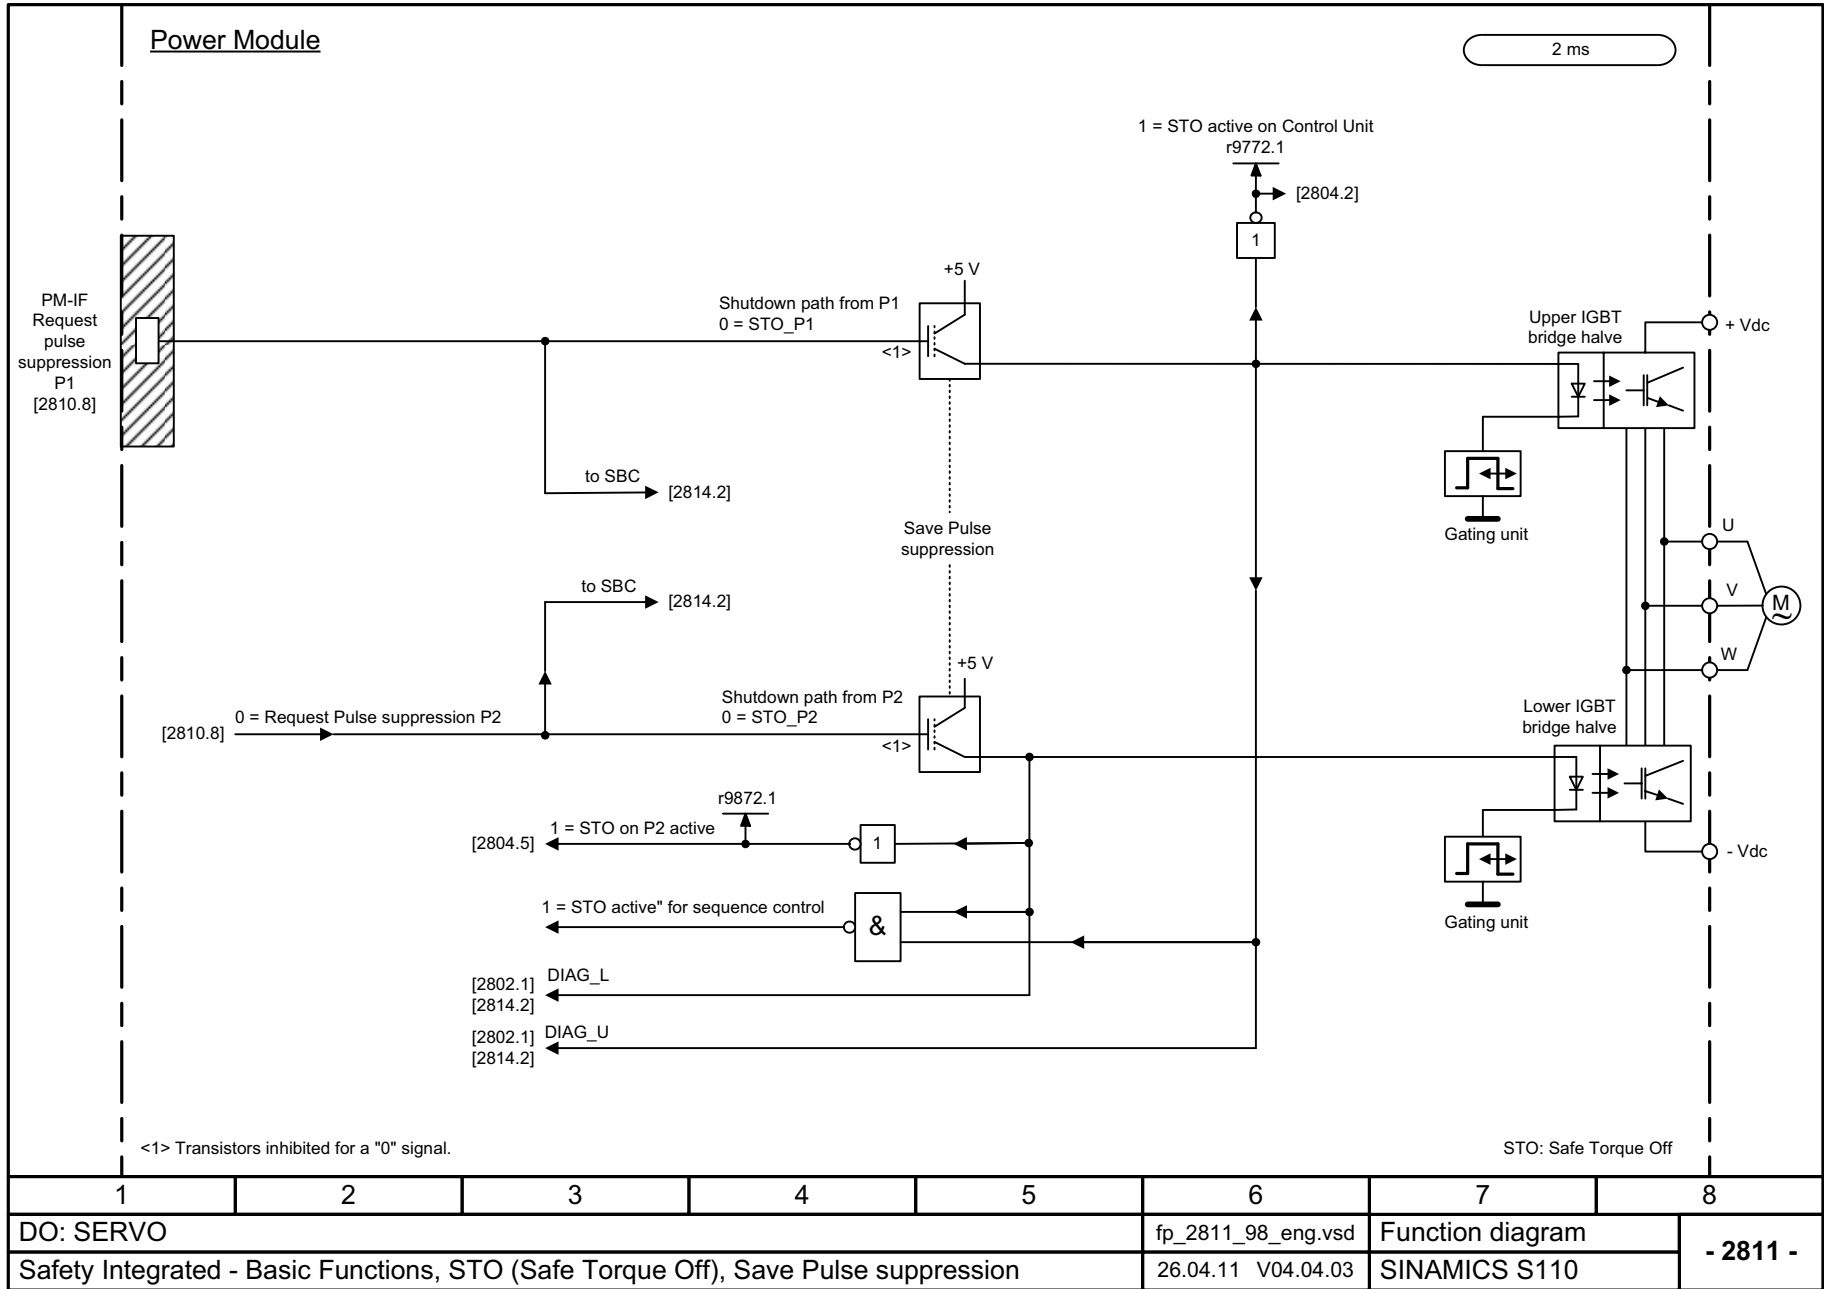 Power Module
2 ms
1 = STO active on Control Unit
r9772.1
[2804.2]
1
+5 V
PM-IF
Request
pulse
suppression
P1
[2810.8]
Shutdown path from P1
0 = STO_P1
<1>
Upper IGBT
bridge halve
+ Vdc
to SBC
[2814.2]
Gating unit
Save Pulse
suppression
U
V
M
~
W
to SBC
[2814.2]
+5 V
[2810.8]
0 = Request Pulse suppression P2
Shutdown path from P2
0 = STO_P2
<1>
Lower IGBT
bridge halve
r9872.1
[2804.5]
1 = STO on P2 active
1
- Vdc
1 = STO active" for sequence control
&
Gating unit
[2802.1]
[2814.2]
DIAG_L
[2802.1]
[2814.2]
DIAG_U
<1> Transistors inhibited for a "0" signal.
STO: Safe Torque Off
1 2 3 4 5 6 7 8
DO: SERVO
fp_2811_98_eng.vsd
Function diagram
- 2811 -
Safety Integrated - Basic Functions, STO (Safe Torque Off), Save Pulse suppression
26.04.11 V04.04.03
SINAMICS S110